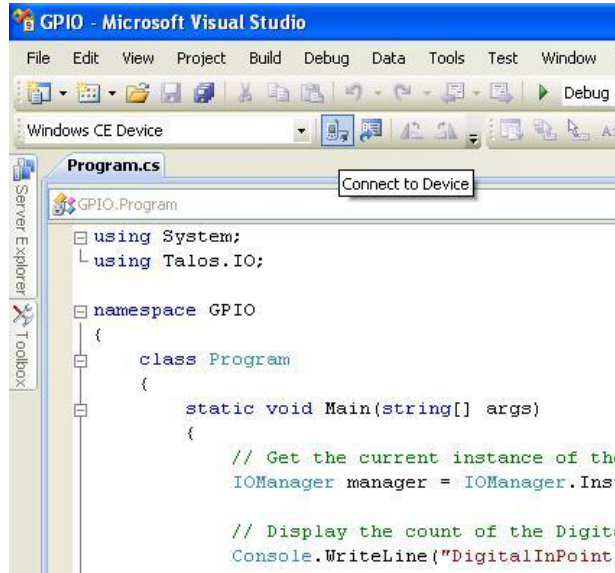 GPIO - Microsoft Visual Studio
File Edit View Project Build Debug Data Tools Test Window
Debug
Windows CE Device
Program.cs
Connect to Device
GPIO.Program
Server Explorer
Toolbox
using System;
using Talos.IO;
namespace GPIO
{
class Program
{
static void Main(string[] args)
{
// Get the current instance of the
IOManager manager = IOManager.Ins
// Display the count of the Digit
Console.WriteLine("DigitalInPoint